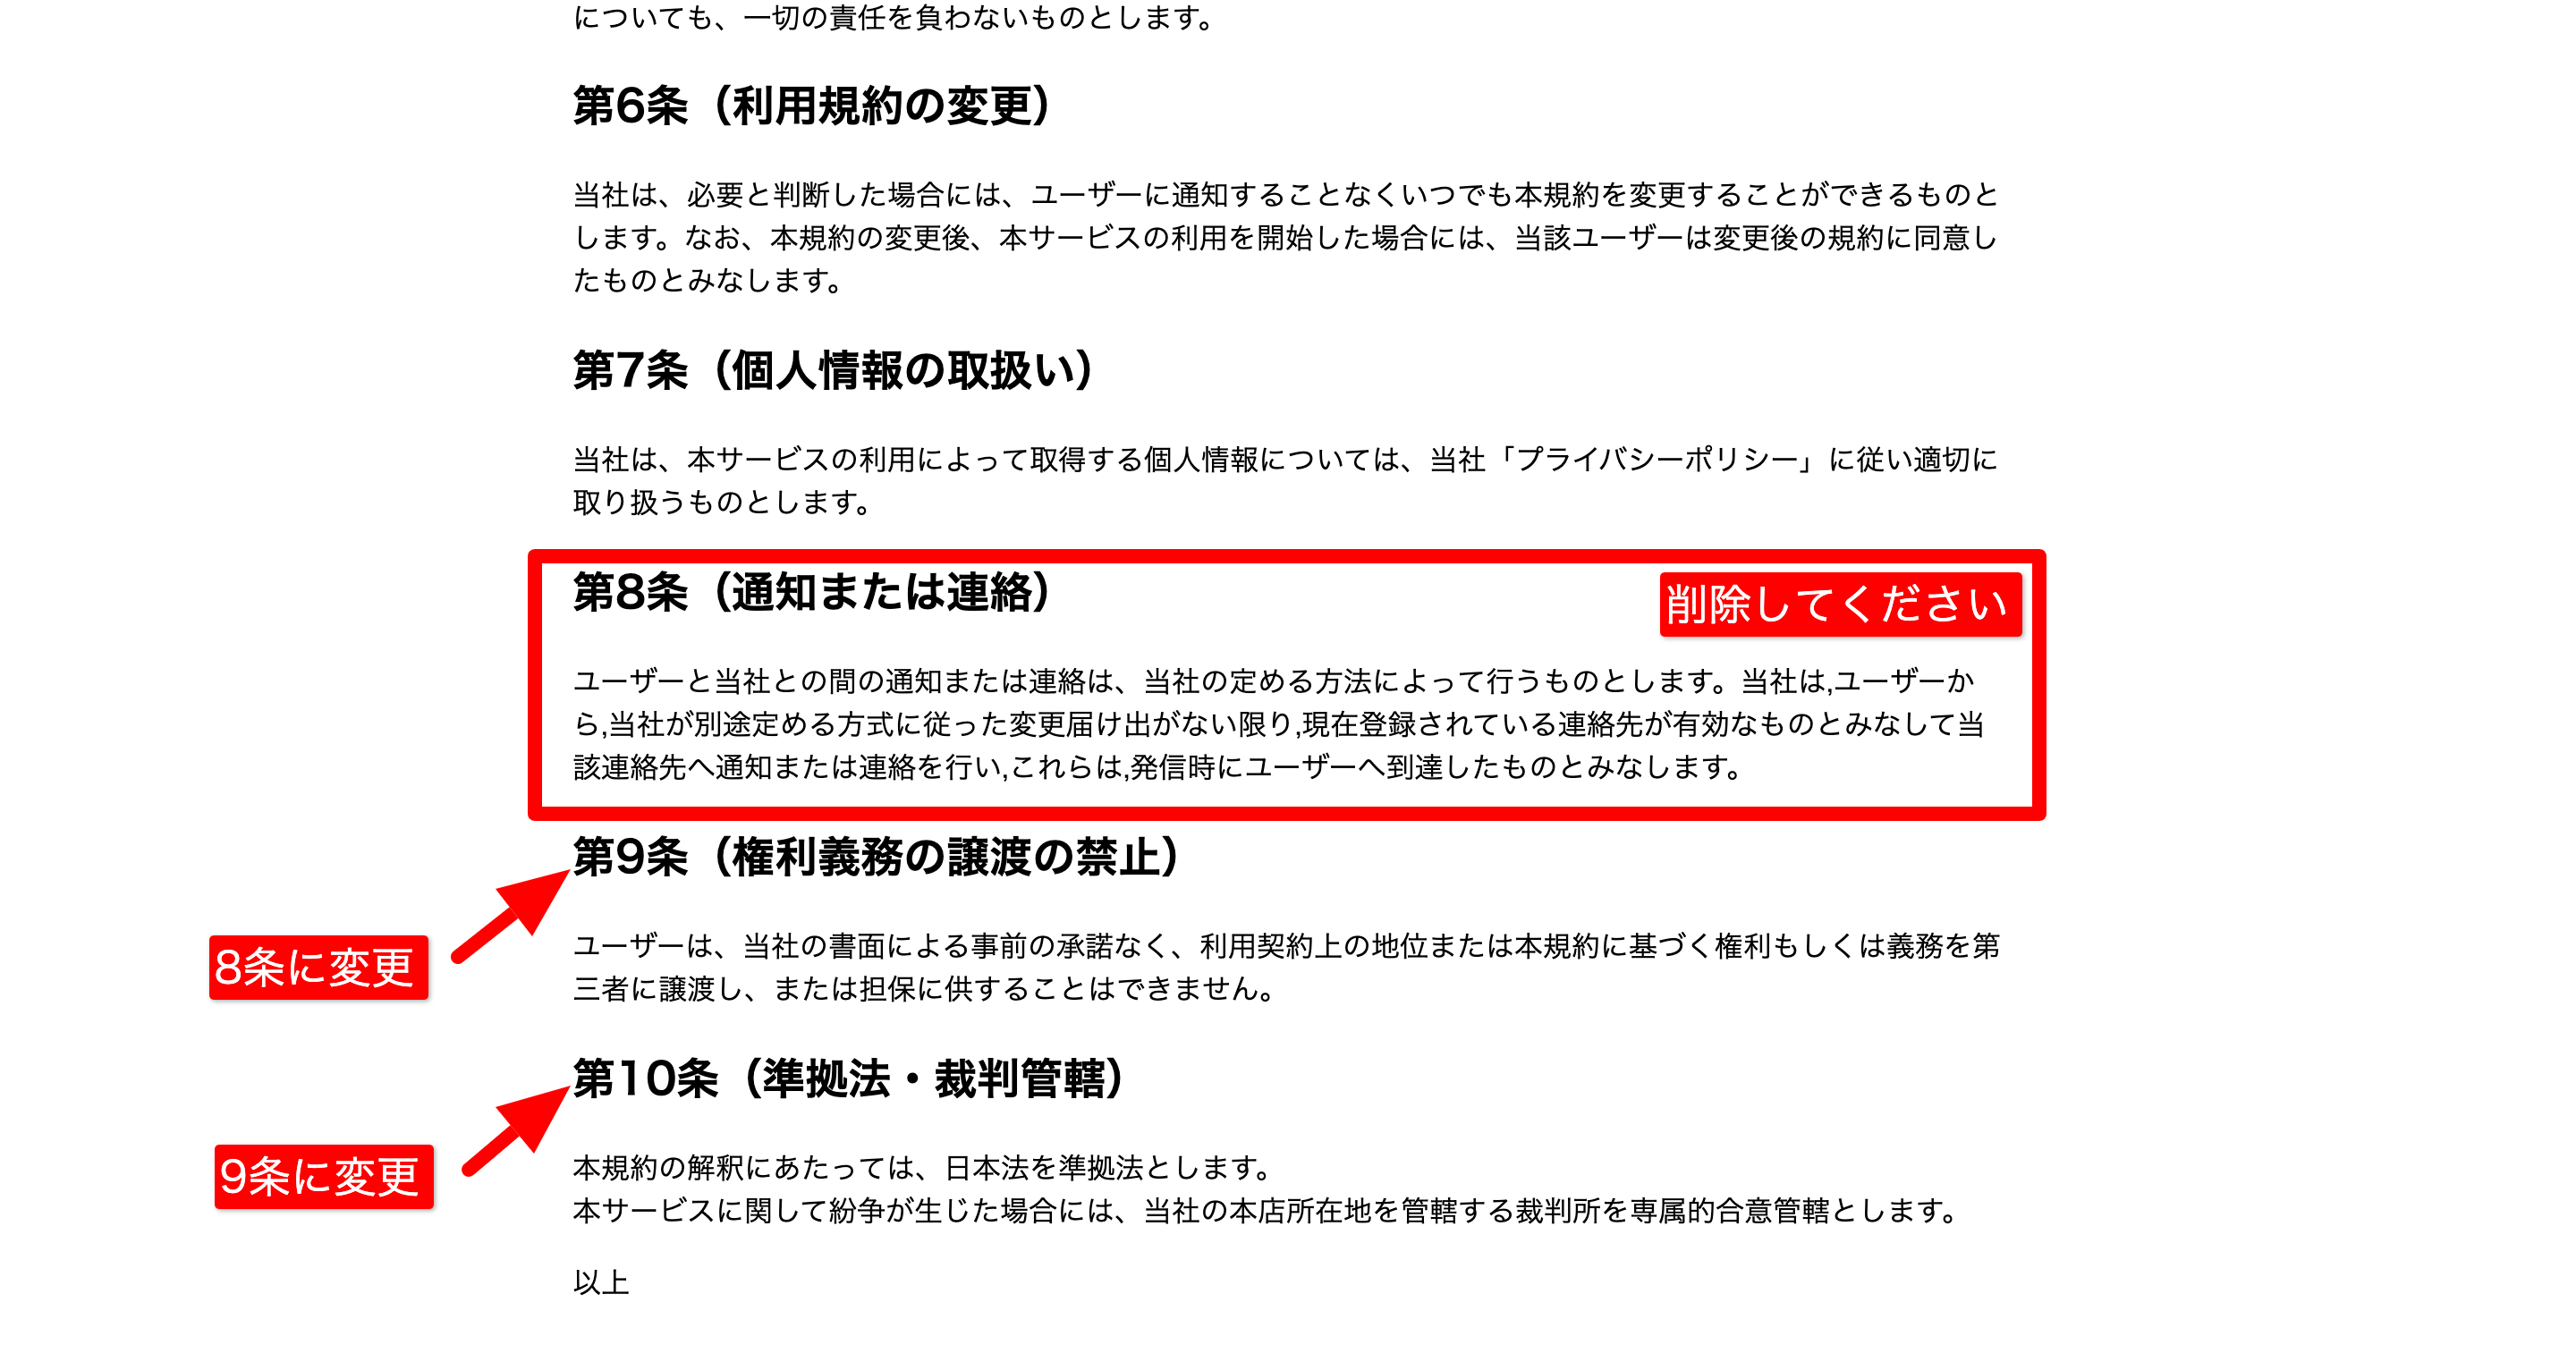 についても、一切の責任を負わないものとします。
第6条（利用規約の変更）
当社は、必要と判断した場合には、ユーザーに通知することなくいつでも本規約を変更することができるものと
します。なお、本規約の変更後、本サービスの利用を開始した場合には、当該ユーザーは変更後の規約に同意し
たものとみなします。
第7条（個人情報の取扱い）
当社は、本サービスの利用によって取得する個人情報については、当社「プライバシーポリシー」に従い適切に
取り扱うものとします。
第8条（通知または連絡）
削除してください
ユーザーと当社との間の通知または連絡は、当社の定める方法によって行うものとします。当社は,ユーザーか
ら,当社が別途定める方式に従った変更届け出がない限り,現在登録されている連絡先が有効なものとみなして当
該連絡先へ通知または連絡を行い,これらは,発信時にユーザーへ到達したものとみなします。
第9条（権利義務の譲渡の禁止）
8条に変更
ユーザーは、当社の書面による事前の承諾なく、利用契約上の地位または本規約に基づく権利もしくは義務を第
三者に譲渡し、または担保に供することはできません。
第10条（準拠法・裁判管轄）
9条に変更
本規約の解釈にあたっては、日本法を準拠法とします。
本サービスに関して紛争が生じた場合には、当社の本店所在地を管轄する裁判所を専属的合意管轄とします。
以上